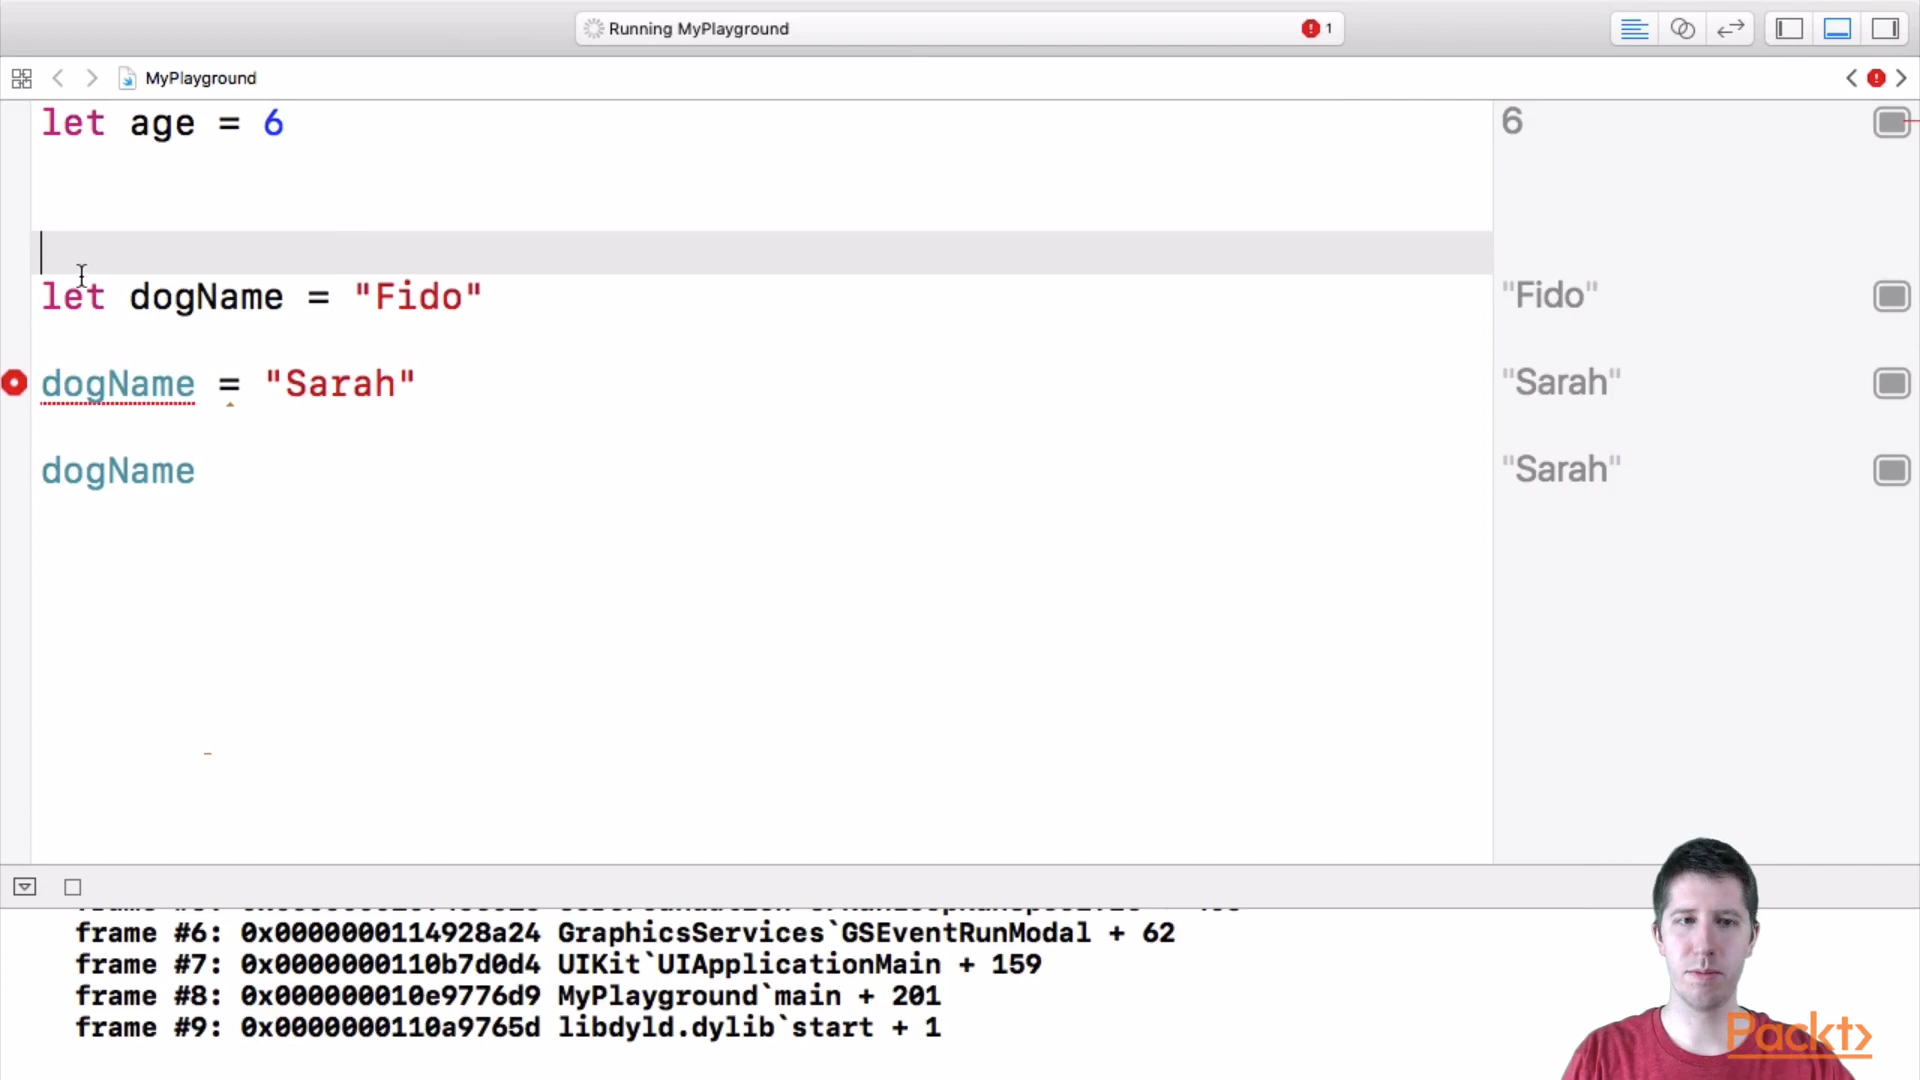 Running MyPlayground
1
MyPlayground
let age = 6
6
let dogName = "Fido"
"Fido"
dogName = "Sarah"
"Sarah"
dogName
"Sarah"
frame #6: 0x0000000114928a24 GraphicsServices`GSEventRunModal + 62
frame #7: 0x0000000110b7d0d4 UIKit`UIApplicationMain + 159
frame #8: 0x000000010e9776d9 MyPlayground`main + 201
frame #9: 0x0000000110a9765d libdyld.dylib`start + 1
Packt>